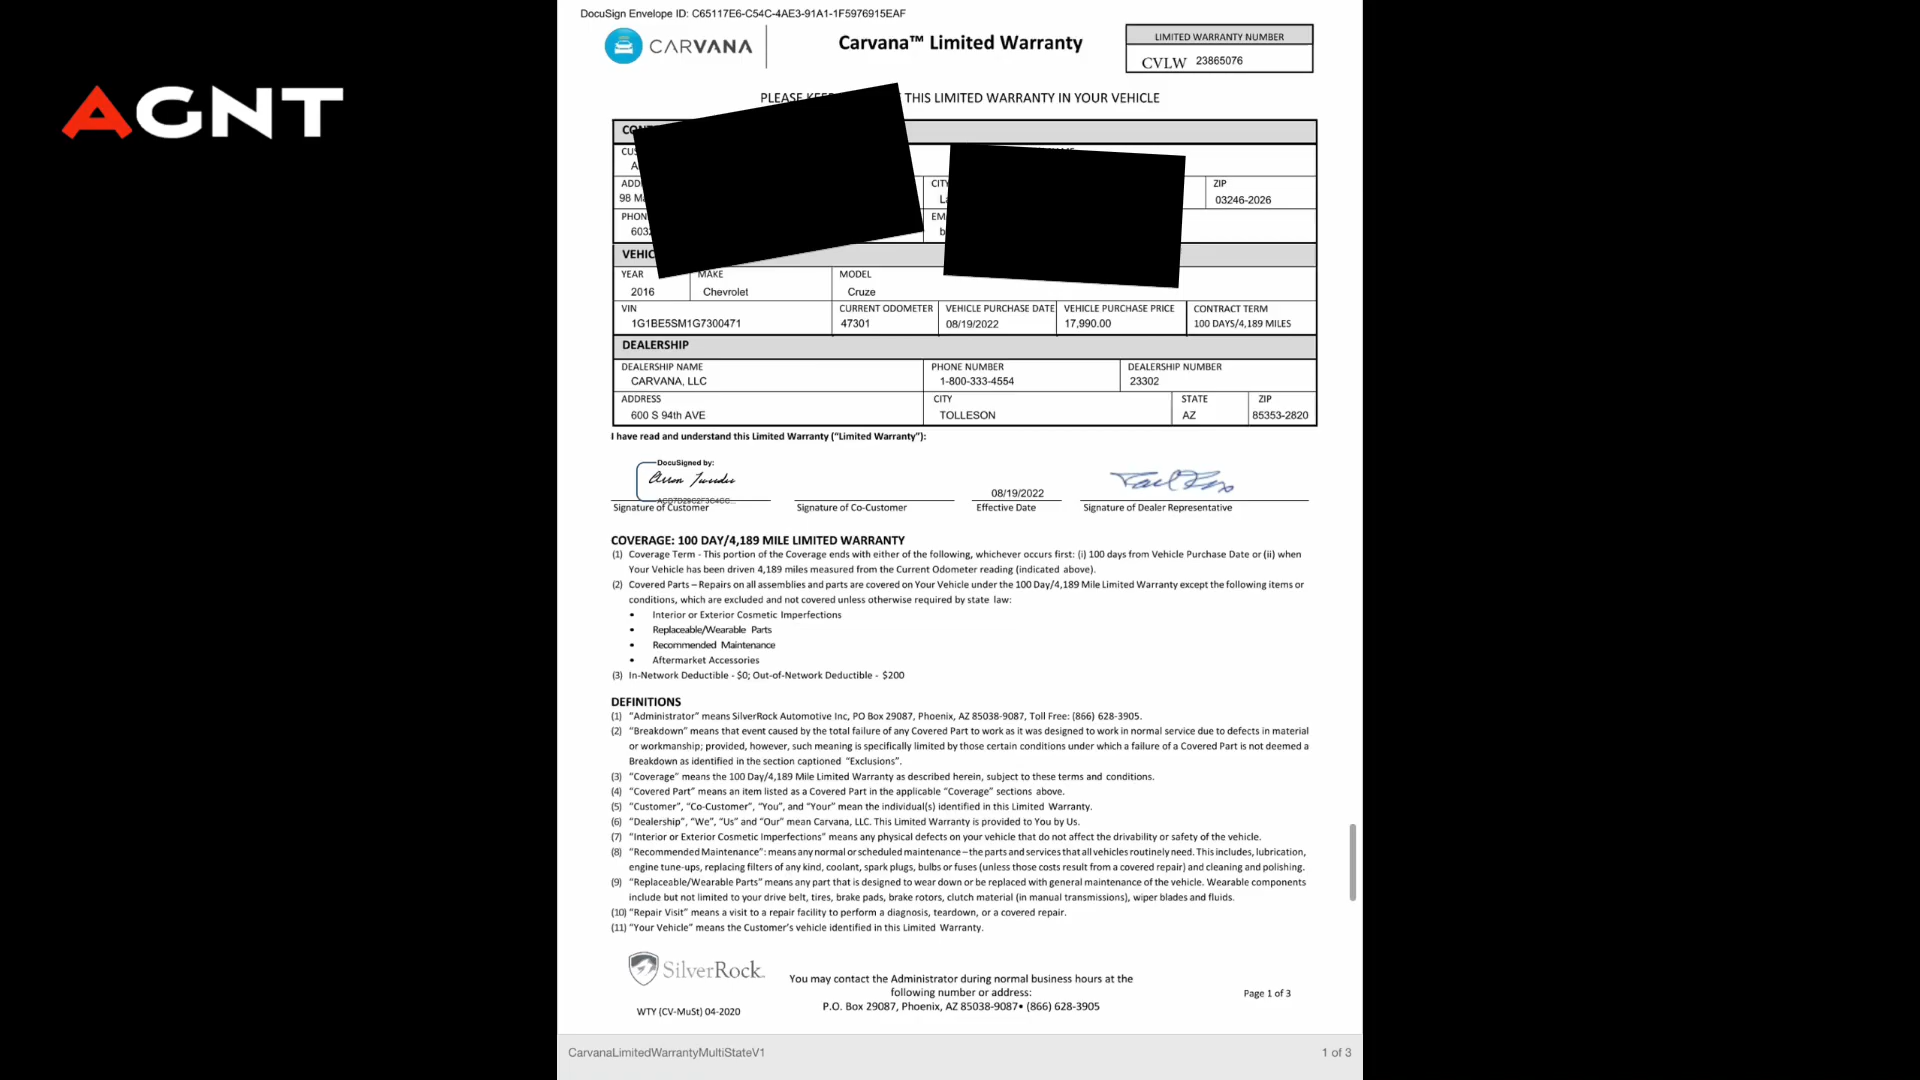 AGNT
DocuSign Envelope ID: C65117E6-C54C-4AE3-91A1-1F5976915EAF
CARVANA
Carvana™ Limited Warranty
LIMITED WARRANTY NUMBER
CVLW 23865076
PLEASE THIS LIMITED WARRANTY IN YOUR VEHICLE
ZIP
98
03246-2026
PHON
EM
603
VEHIC
YEAR MAKE MODEL
2016 Chevrolet Cruze
VIN CURRENT ODOMETER VEHICLE PURCHASE DATE VEHICLE PURCHASE PRICE CONTRACT TERM
1G1BE5SM1G7300471 47301 08/19/2022 17,990.00 100 DAYS/4,189 MILES
DEALERSHIP
DEALERSHIP NAME PHONE NUMBER DEALERSHIP NUMBER
CARVANA, LLC 1-800-333-4554 23302
ADDRESS CITY STATE ZIP
600 S 94th AVE TOLLESON AZ 85353-2820
I have read and understand this Limited Warranty (“Limited Warranty”):
DocuSigned by:
08/19/2022
Signature of Customer Signature of Co-Customer Effective Date Signature of Dealer Representative
COVERAGE: 100 DAY/4,189 MILE LIMITED WARRANTY
(1) Coverage Term - This portion of the Coverage ends with either of the following, whichever occurs first: (i) 100 days from Vehicle Purchase Date or (ii) when
Your Vehicle has been driven 4,189 miles measured from the Current Odometer reading (indicated above).
(2) Covered Parts – Repairs on all assemblies and parts are covered on Your Vehicle under the 100 Day/4,189 Mile Limited Warranty except the following items or
conditions, which are excluded and not covered unless otherwise required by state law:
• Interior or Exterior Cosmetic Imperfections
• Replaceable/Wearable Parts
• Recommended Maintenance
• Aftermarket Accessories
(3) In-Network Deductible - $0; Out-of-Network Deductible - $200
DEFINITIONS
(1) “Administrator” means SilverRock Automotive Inc, PO Box 29087, Phoenix, AZ 85038-9087, Toll Free: (866) 628-3905.
(2) “Breakdown” means that event caused by the total failure of any Covered Part to work as it was designed to work in normal service due to defects in material
or workmanship; provided, however, such meaning is specifically limited by those certain conditions under which a failure of a Covered Part is not deemed a
Breakdown as identified in the section captioned “Exclusions”.
(3) “Coverage” means the 100 Day/4,189 Mile Limited Warranty as described herein, subject to these terms and conditions.
(4) “Covered Part” means an item listed as a Covered Part in the applicable “Coverage” sections above.
(5) “Customer”, “Co-Customer”, “You”, and “Your” mean the individual(s) identified in this Limited Warranty.
(6) “Dealership”, “We”, “Us” and “Our” mean Carvana, LLC. This Limited Warranty is provided to You by Us.
(7) “Interior or Exterior Cosmetic Imperfections” means any physical defects on your vehicle that do not affect the drivability or safety of the vehicle.
(8) “Recommended Maintenance”: means any normal or scheduled maintenance – the parts and services that all vehicles routinely need. This includes, lubrication,
engine tune-ups, replacing filters of any kind, coolant, spark plugs, bulbs or fuses (unless those costs result from a covered repair) and cleaning and polishing.
(9) “Replaceable/Wearable Parts” means any part that is designed to wear down or be replaced with general maintenance of the vehicle. Wearable components
include but not limited to your drive belt, tires, brake pads, brake rotors, clutch material (in manual transmissions), wiper blades and fluids.
(10) “Repair Visit” means a visit to a repair facility to perform a diagnosis, teardown, or a covered repair.
(11) “Your Vehicle” means the Customer’s vehicle identified in this Limited Warranty.
SilverRock
You may contact the Administrator during normal business hours at the
following number or address:
P.O. Box 29087, Phoenix, AZ 85038-9087• (866) 628-3905
Page 1 of 3
WTY (CV-MuSt) 04-2020
CarvanaLimitedWarrantyMultiStateV1
1 of 3